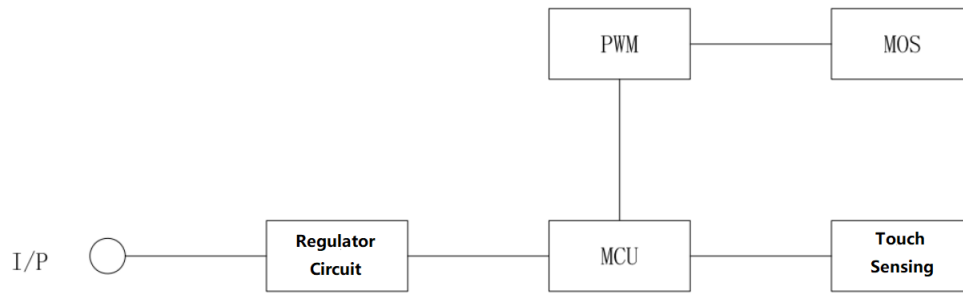 PWM
MOS
I/P
Regulator
Circuit
MCU
Touch
Sensing